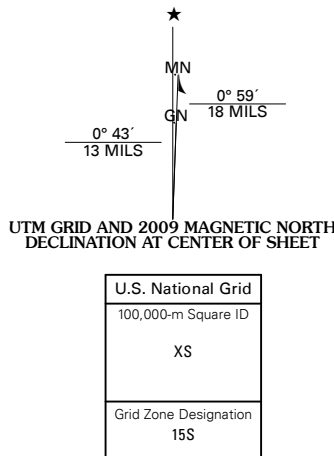 ★
MN
0° 59´
18 MILS
GN
0° 43´
13 MILS
UTM GRID AND 2009 MAGNETIC NORTH
DECLINATION AT CENTER OF SHEET
U.S. National Grid
100,000-m Square ID
XS
Grid Zone Designation
15S